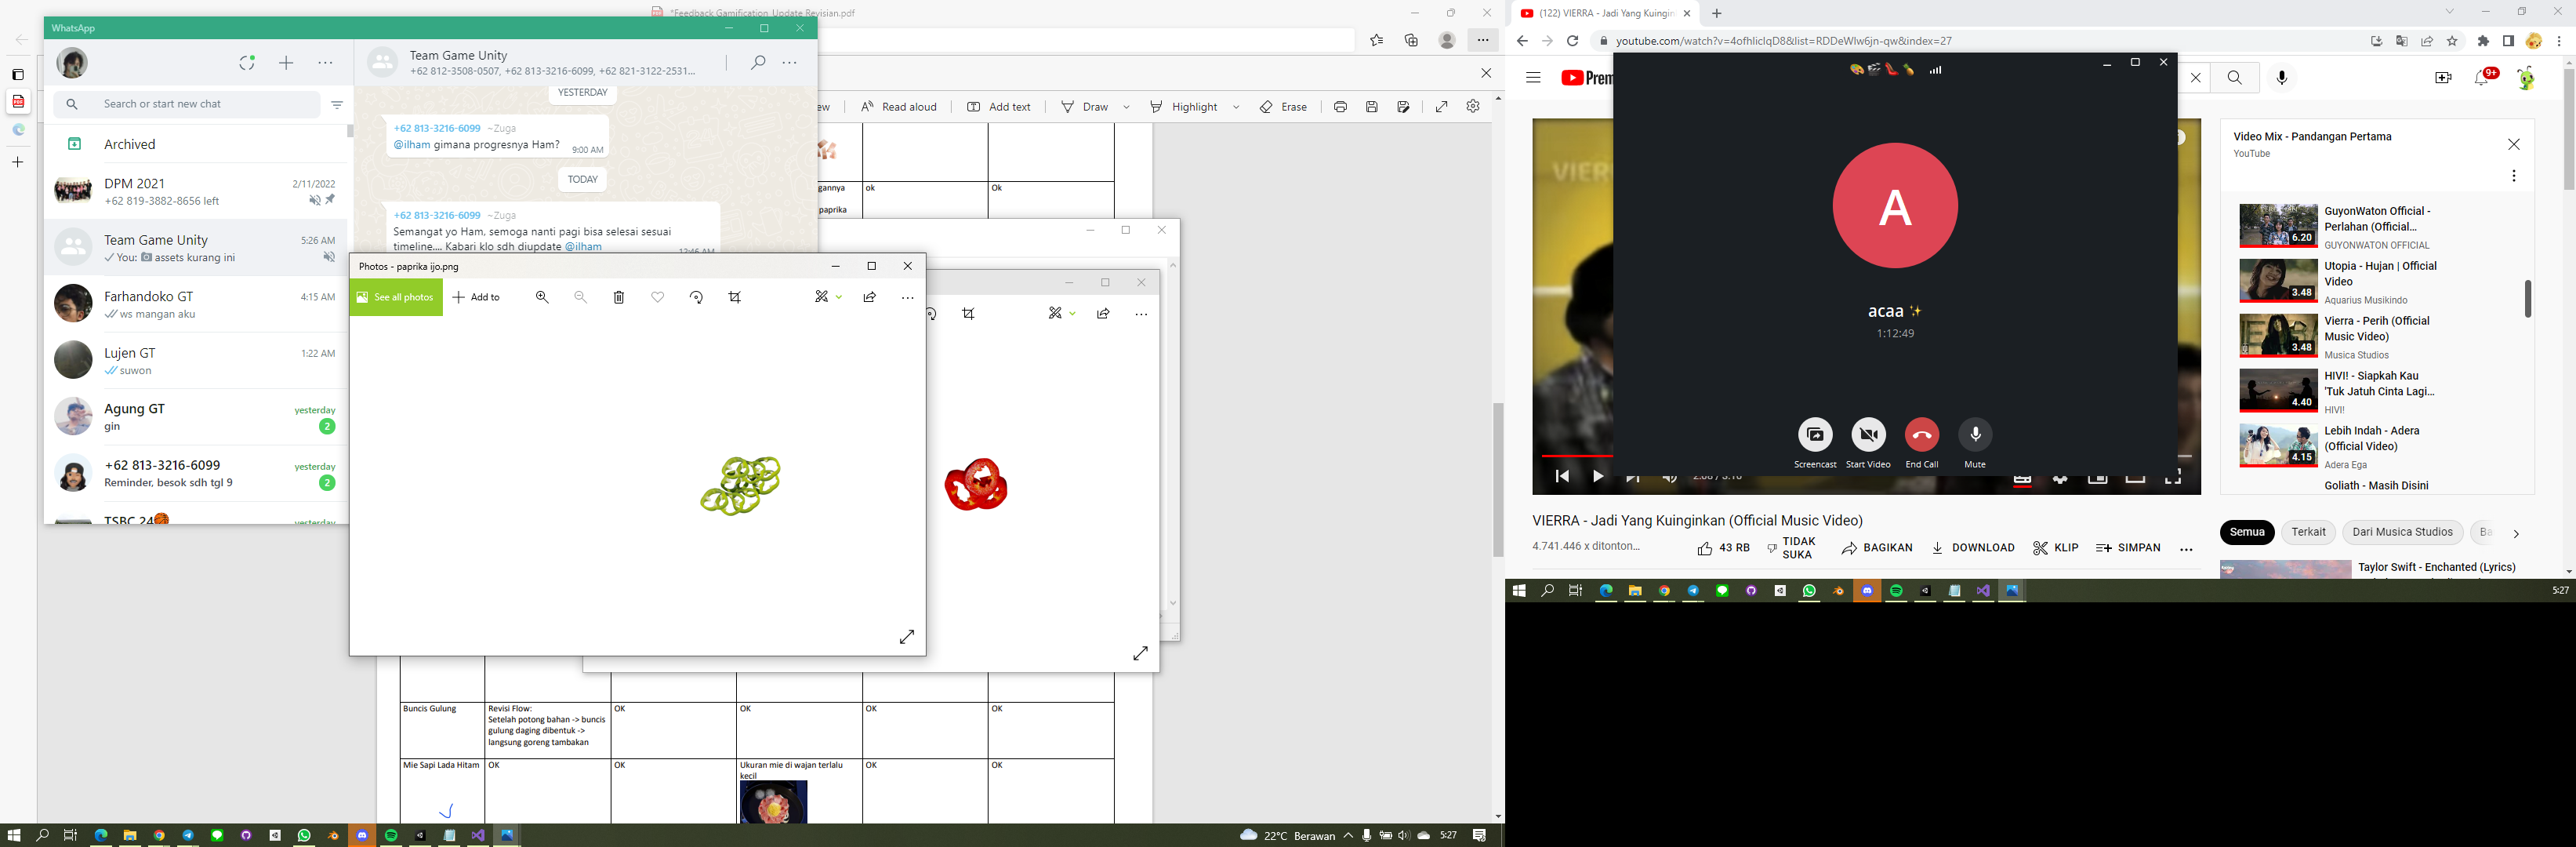 *Feedback Gamification_Update Revisian.pdf
WhatsApp
Team Game Unity
+62 812-3508-0507, +62 813-3216-6099, +62 821-3122-2531...
Search or start new chat
Archived
DPM 2021
2/11/2022
+62 819-3882-8656 left
Team Game Unity
5:26 AM
You: assets kurang ini
Farhandoko GT
4:15 AM
ws mangan aku
Lujen GT
1:22 AM
suwon
Agung GT
yesterday
gin
2
+62 813-3216-6099
yesterday
Reminder, besok sdh tgl 9
2
TSBC 24
yesterday
YESTERDAY
+62 813-3216-6099 ~Zuga
@ilham gimana progresnya Ham?
9:00 AM
TODAY
+62 813-3216-6099 ~Zuga
Semangat yo Ham, semoga nanti pagi bisa selesai sesuai
timeline.... Kabari klo sdh diupdate @ilham
12:46 AM
Read aloud
Add text
Draw
Highlight
Erase
gannya
paprika
ok
Ok
Photos - paprika ijo.png
See all photos
Add to
Buncis Gulung
Revisi Flow:
Setelah potong bahan -> buncis
gulung daging dibentuk ->
langsung goreng tambakan
OK
OK
OK
OK
Mie Sapi Lada Hitam
OK
OK
Ukuran mie di wajan terlalu
kecil
OK
OK
22°C Berawan
5:27
(122) VIERRA - Jadi Yang Kuingin
youtube.com/watch?v=4ofhIicIqD8&list=RDDeWlw6jn-qw&index=27
Prem
9+
VIER
A
acaa
1:12:49
Screencast
Start Video
End Call
Mute
2:08 / 3:10
VIERRA - Jadi Yang Kuinginkan (Official Music Video)
4.741.446 x ditonton...
43 RB
TIDAK
SUKA
BAGIKAN
DOWNLOAD
KLIP
SIMPAN
Video Mix - Pandangan Pertama
YouTube
GuyonWaton Official -
Perlahan (Official...
GUYONWATON OFFICIAL
6.20
Utopia - Hujan | Official
Video
Aquarius Musikindo
3.48
Vierra - Perih (Official
Music Video)
Musica Studios
3.48
HIVI! - Siapkah Kau
'Tuk Jatuh Cinta Lagi...
HIVI!
4.40
Lebih Indah - Adera
(Official Video)
Adera Ega
4.15
Goliath - Masih Disini
Semua
Terkait
Dari Musica Studios
Ba
Taylor Swift - Enchanted (Lyrics)
5:27